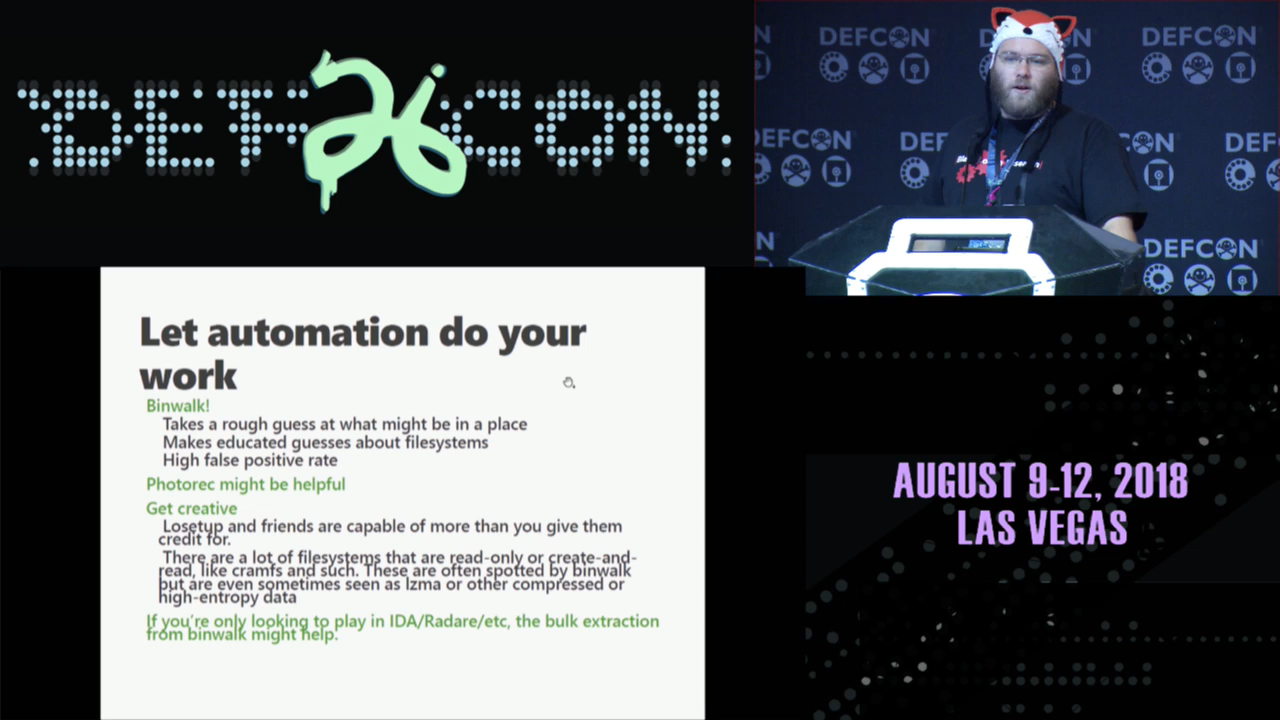 DEF26CON
DEFCON
DEFCON
DEFCON
DEFCON
DEFCON
Let automation do your
work
Binwalk!
Takes a rough guess at what might be in a place
Makes educated guesses about filesystems
High false positive rate
Photorec might be helpful
Get creative
Losetup and friends are capable of more than you give them
credit for.
There are a lot of filesystems that are read-only or create-and-
read, like cramfs and such. These are often spotted by binwalk
but are even sometimes seen as lzma or other compressed or
high-entropy data
If you're only looking to play in IDA/Radare/etc, the bulk extraction
from binwalk might help.
AUGUST 9-12, 2018
LAS VEGAS